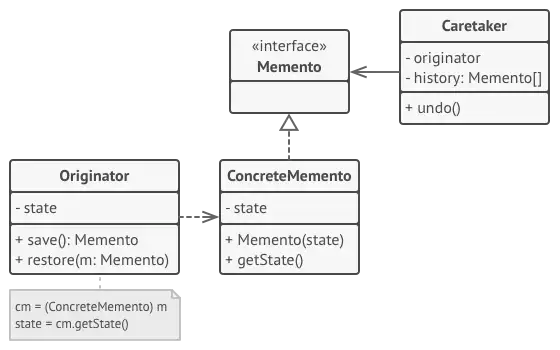 «interface»
Memento
Caretaker
- originator
- history: Memento[]
+ undo()
Originator
- state
+ save(): Memento
+ restore(m: Memento)
ConcreteMemento
- state
+ Memento(state)
+ getState()
cm = (ConcreteMemento) m
state = cm.getState()